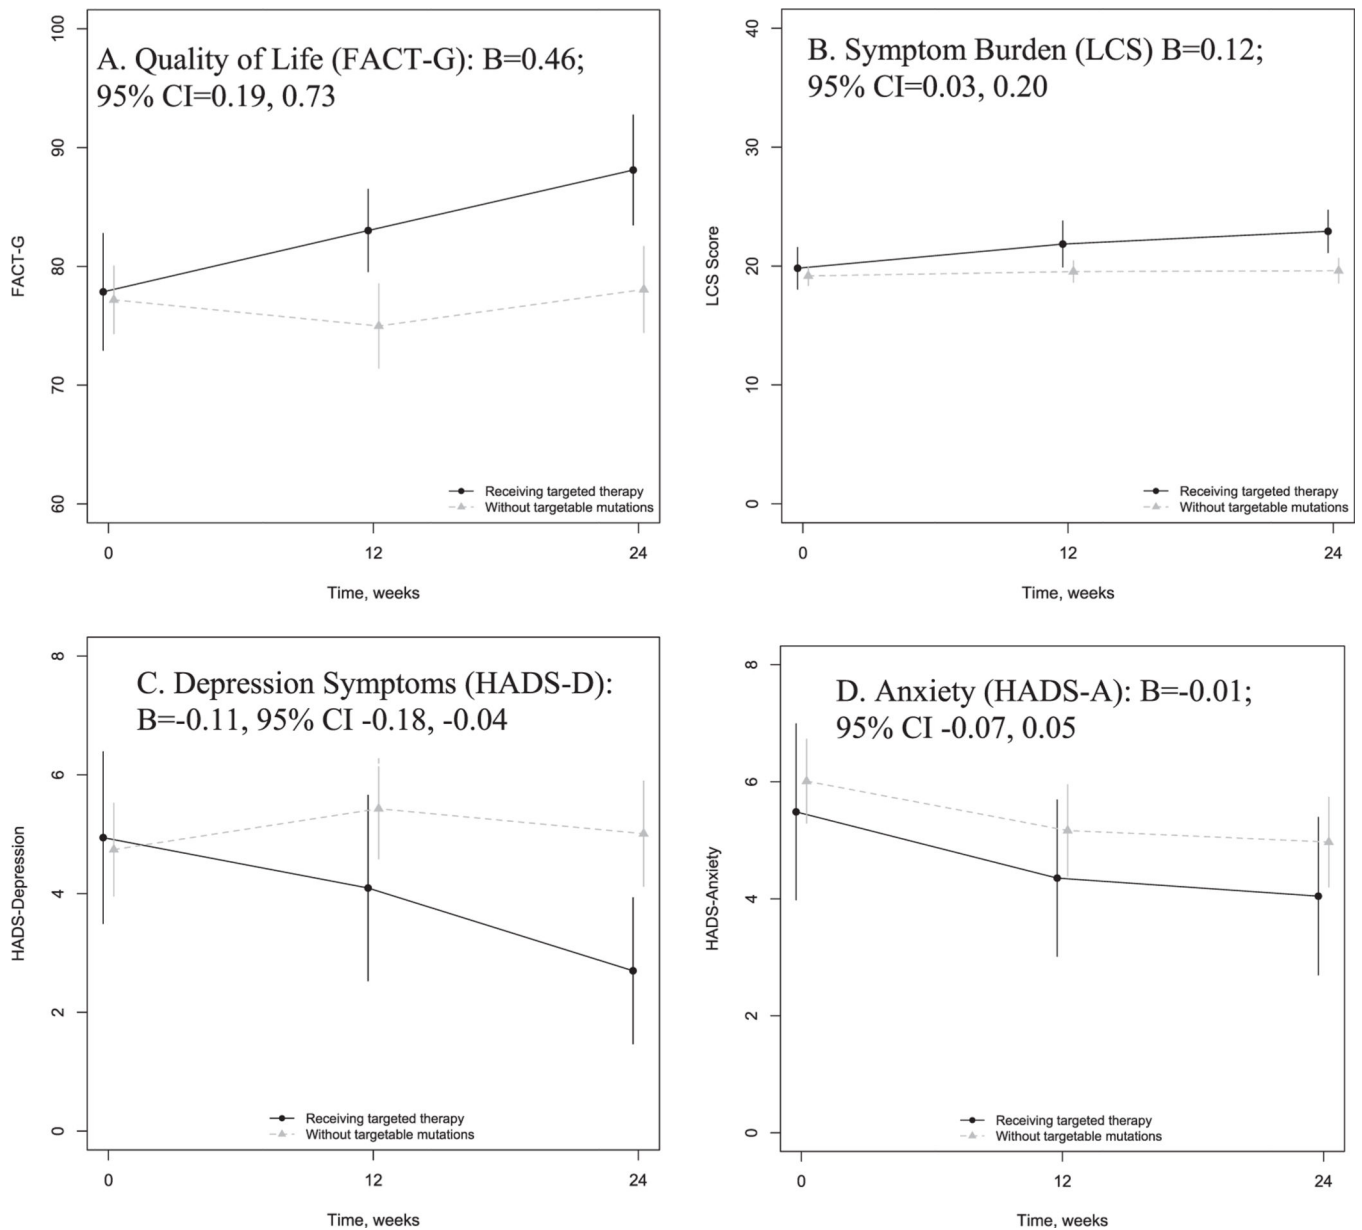 A. Quality of Life (FACT-G): B=0.46;
95% CI=0.19, 0.73
100
90
80
70
60
FACT-G
Receiving targeted therapy
Without targetable mutations
0
12
24
Time, weeks
B. Symptom Burden (LCS) B=0.12;
95% CI=0.03, 0.20
40
30
20
10
0
LCS Score
Receiving targeted therapy
Without targetable mutations
0
12
24
Time, weeks
C. Depression Symptoms (HADS-D):
B=-0.11, 95% CI -0.18, -0.04
8
6
4
2
0
HADS-Depression
Receiving targeted therapy
Without targetable mutations
0
12
24
Time, weeks
D. Anxiety (HADS-A): B=-0.01;
95% CI -0.07, 0.05
8
6
4
2
0
HADS-Anxiety
Receiving targeted therapy
Without targetable mutations
0
12
24
Time, weeks